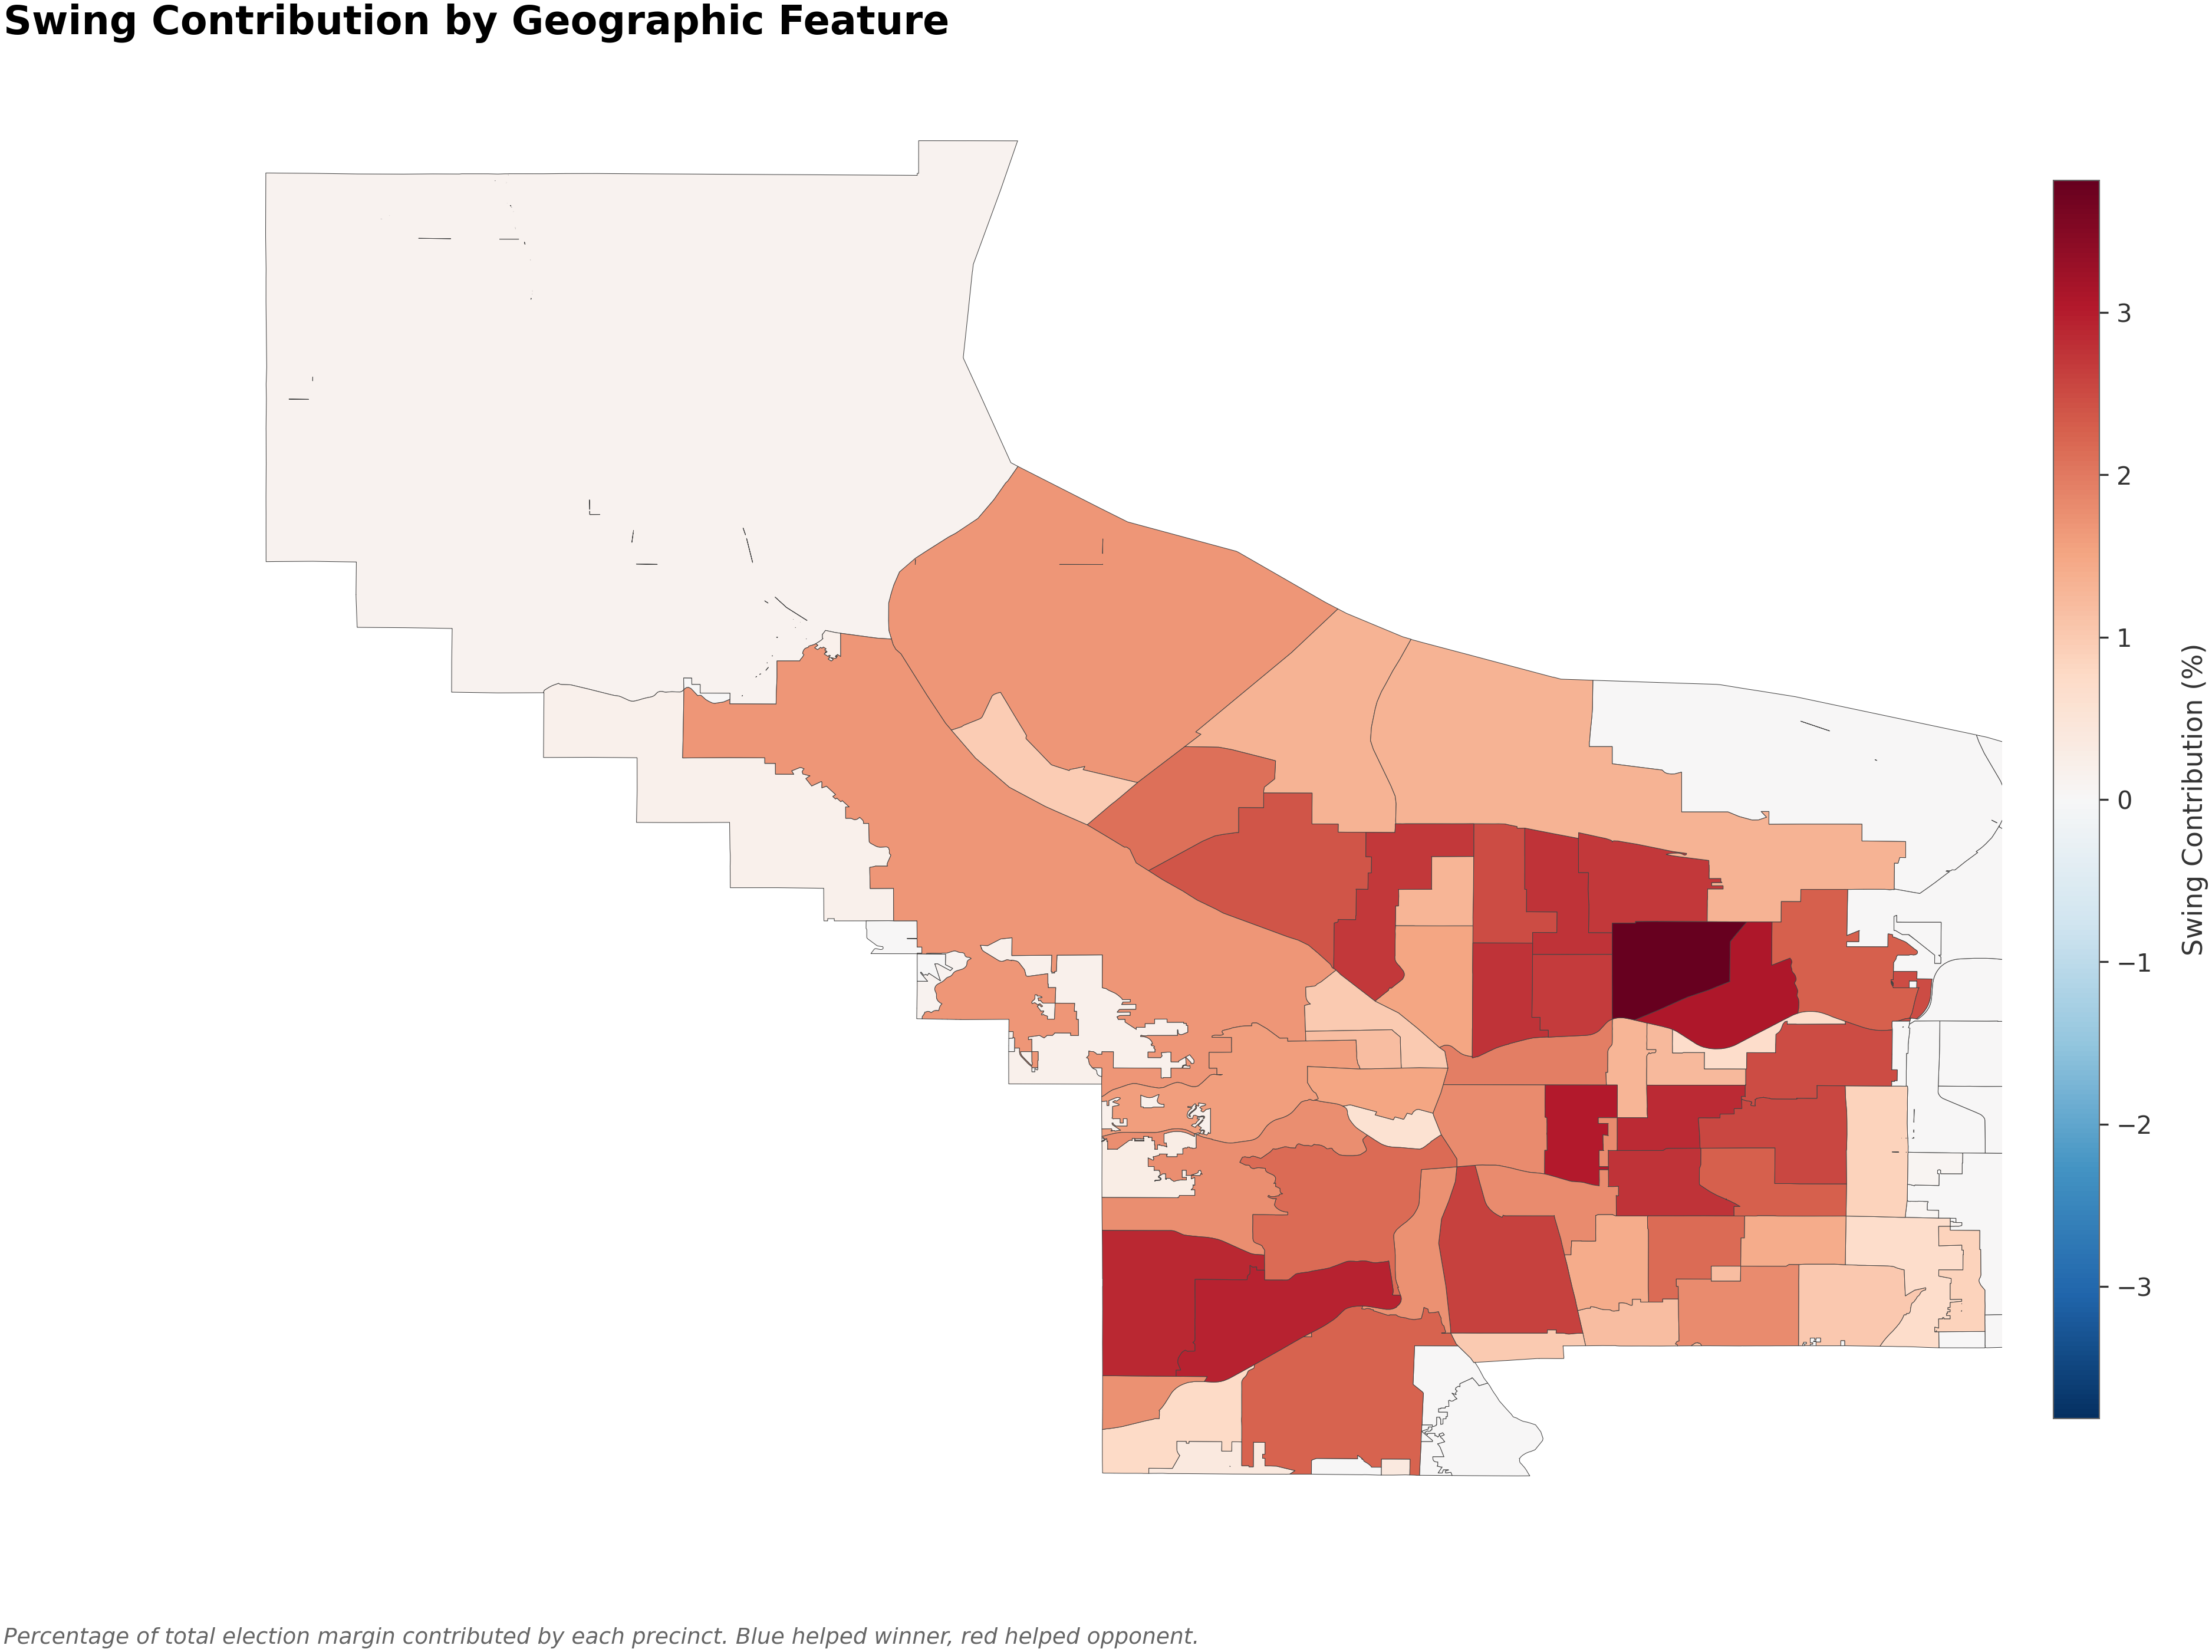 Swing Contribution by Geographic Feature
3
2
1
0
−1
−2
−3
Swing Contribution (%)
Percentage of total election margin contributed by each precinct. Blue helped winner, red helped opponent.